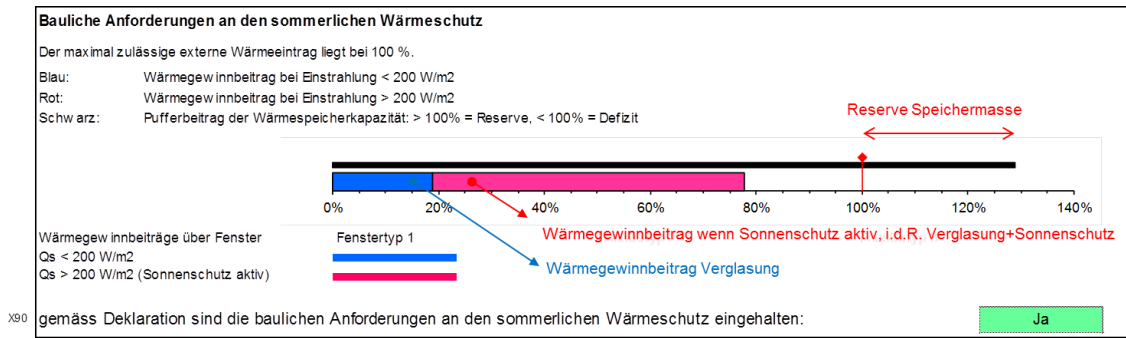 Bauliche Anforderungen an den sommerlichen Wärmeschutz
Der maximal zulässige externe Wärmeeintrag liegt bei 100 %.
Blau: Wärmegewinnbeitrag bei Einstrahlung < 200 W/m2
Rot: Wärmegewinnbeitrag bei Einstrahlung > 200 W/m2
Schwarz: Pufferbeitrag der Wärmespeicherkapazität: > 100% = Reserve, < 100% = Defizit
Reserve Speichermasse
0% 20% 40% 60% 80% 100% 120% 140%
Wärmegewinnbeiträge über Fenster Fenstertyp 1
Wärmegewinnbeitrag wenn Sonnenschutz aktiv, i.d.R. Verglasung+Sonnenschutz
Qs < 200 W/m2
Wärmegewinnbeitrag Verglasung
Qs > 200 W/m2 (Sonnenschutz aktiv)
X90 gemäss Deklaration sind die baulichen Anforderungen an den sommerlichen Wärmeschutz eingehalten: Ja